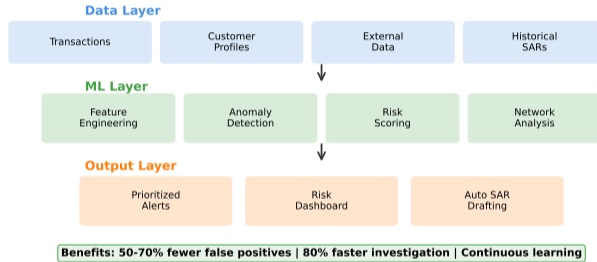 Data Layer
Transactions
Customer
Profiles
External
Data
Historical
SARs
ML Layer
Feature
Engineering
Anomaly
Detection
Risk
Scoring
Network
Analysis
Output Layer
Prioritized
Alerts
Risk
Dashboard
Auto SAR
Drafting
Benefits: 50-70% fewer false positives | 80% faster investigation | Continuous learning